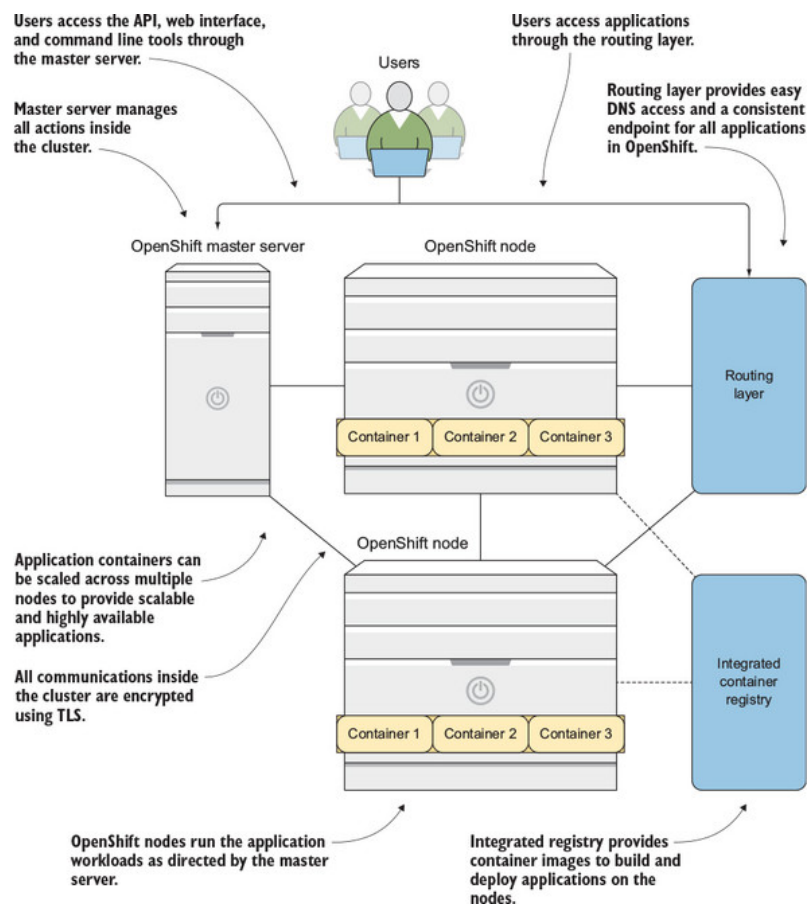 Users access the API, web interface,
and command line tools through
the master server.
Users access applications
through the routing layer.
Users
Master server manages
all actions inside
the cluster.
Routing layer provides easy
DNS access and a consistent
endpoint for all applications
in OpenShift.
OpenShift master server
OpenShift node
Routing
layer
Container 1
Container 2
Container 3
OpenShift node
Application containers can
be scaled across multiple
nodes to provide scalable
and highly available
applications.
All communications inside
the cluster are encrypted
using TLS.
Integrated
container
registry
Container 1
Container 2
Container 3
OpenShift nodes run the application
workloads as directed by the master
server.
Integrated registry provides
container images to build and
deploy applications on the
nodes.